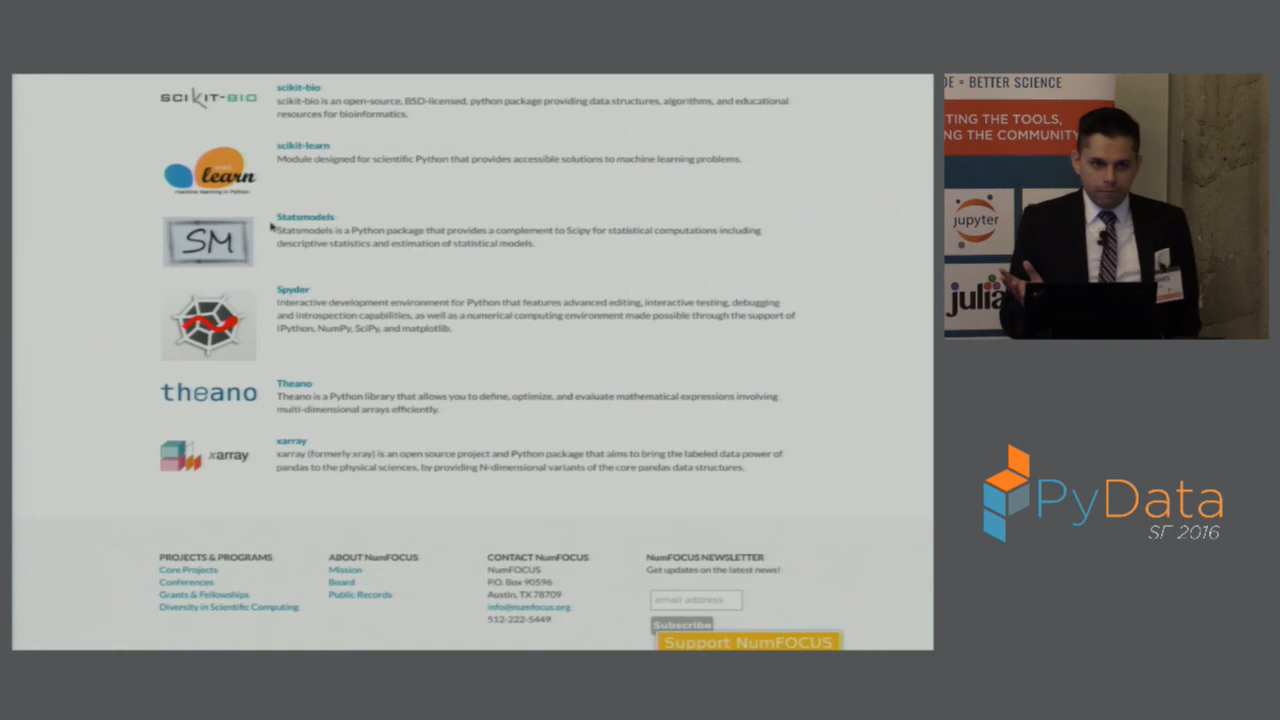 SCIKIT-BIO
scikit-bio
scikit-bio is an open-source, BSD-licensed, python package providing data structures, algorithms, and educational
resources for bioinformatics.
scikit-learn
Module designed for scientific Python that provides accessible solutions to machine learning problems.
learn
machine learning in Python
Statsmodels
Statsmodels is a Python package that provides a complement to Scipy for statistical computations including
descriptive statistics and estimation of statistical models.
SM
Spyder
Interactive development environment for Python that features advanced editing, interactive testing, debugging
and introspection capabilities, as well as a numerical computing environment made possible through the support of
IPython, NumPy, SciPy, and matplotlib.
theano
Theano
Theano is a Python library that allows you to define, optimize, and evaluate mathematical expressions involving
multi-dimensional arrays efficiently.
xarray
xarray
xarray (formerly xray) is an open source project and Python package that aims to bring the labeled data power of
pandas to the physical sciences, by providing N-dimensional variants of the core pandas data structures.
PROJECTS & PROGRAMS
Core Projects
Conferences
Grants & Fellowships
Diversity in Scientific Computing
ABOUT NumFOCUS
Mission
Board
Public Records
CONTACT NumFOCUS
NumFOCUS
P.O. Box 90596
Austin, TX 78709
info@numfocus.org
512-222-5449
NumFOCUS NEWSLETTER
Get updates on the latest news!
email address
Subscribe
Support NumFOCUS
DE = BETTER SCIENCE
TING THE TOOLS,
NG THE COMMUNITY
jupyter
julia
PyData
SF 2016